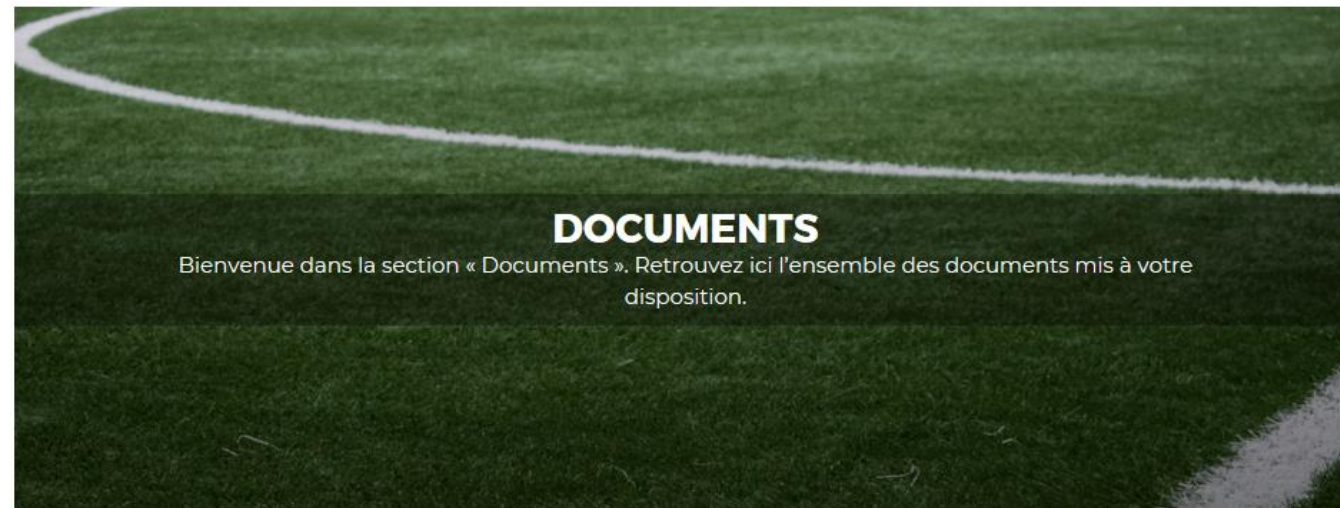 DOCUMENTS
Bienvenue dans la section « Documents ». Retrouvez ici l'ensemble des documents mis à votre
disposition.